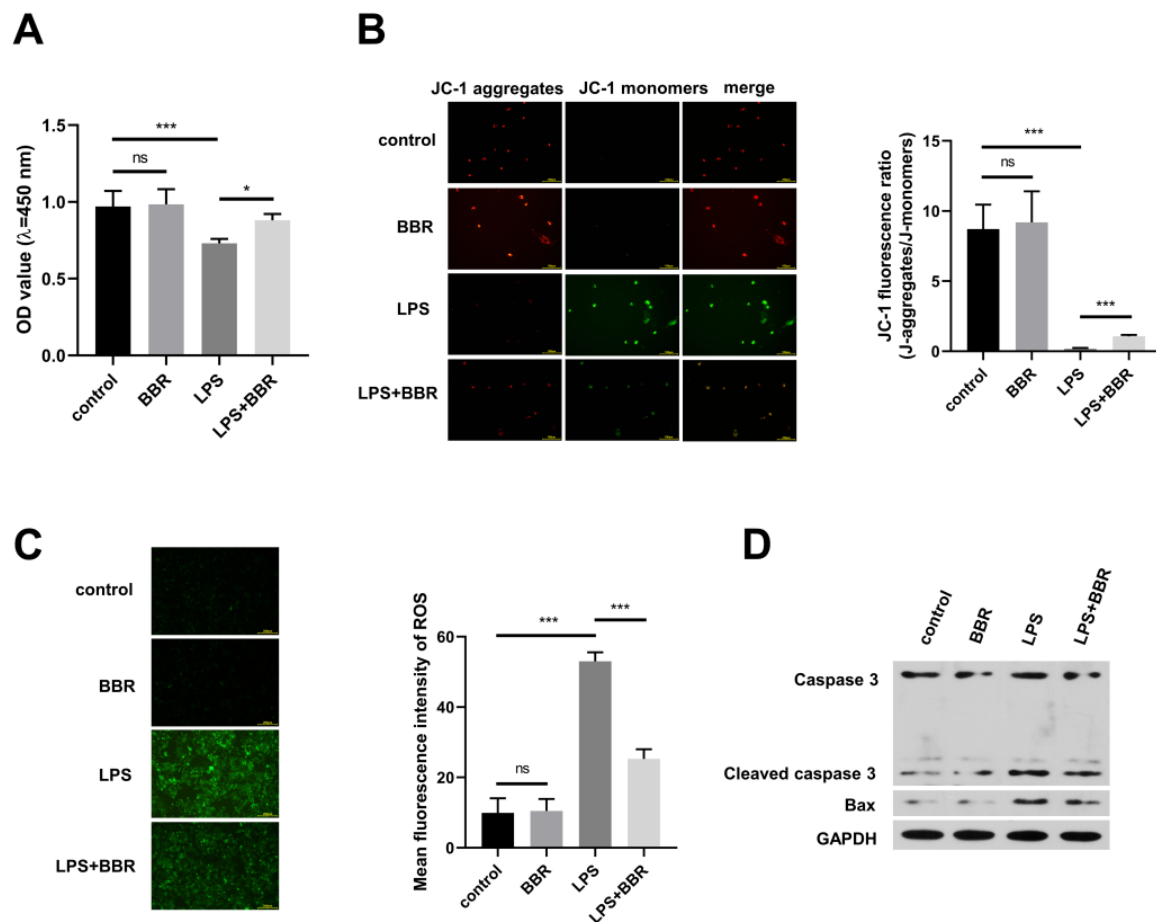 A
OD value (λ=450 nm)
1.5
1.0
0.5
0.0
***
ns
*
control
BBR
LPS
LPS+BBR
B
JC-1 aggregates JC-1 monomers merge
control
BBR
LPS
LPS+BBR
JC-1 fluorescence ratio
(J-aggregates/J-monomers)
15
10
5
0
***
ns
***
control
BBR
LPS
LPS+BBR
C
control
BBR
LPS
LPS+BBR
Mean fluorescence intensity of ROS
60
40
20
0
***
***
ns
control
BBR
LPS
LPS+BBR
D
control
BBR
LPS
LPS+BBR
Caspase 3
Cleaved caspase 3
Bax
GAPDH